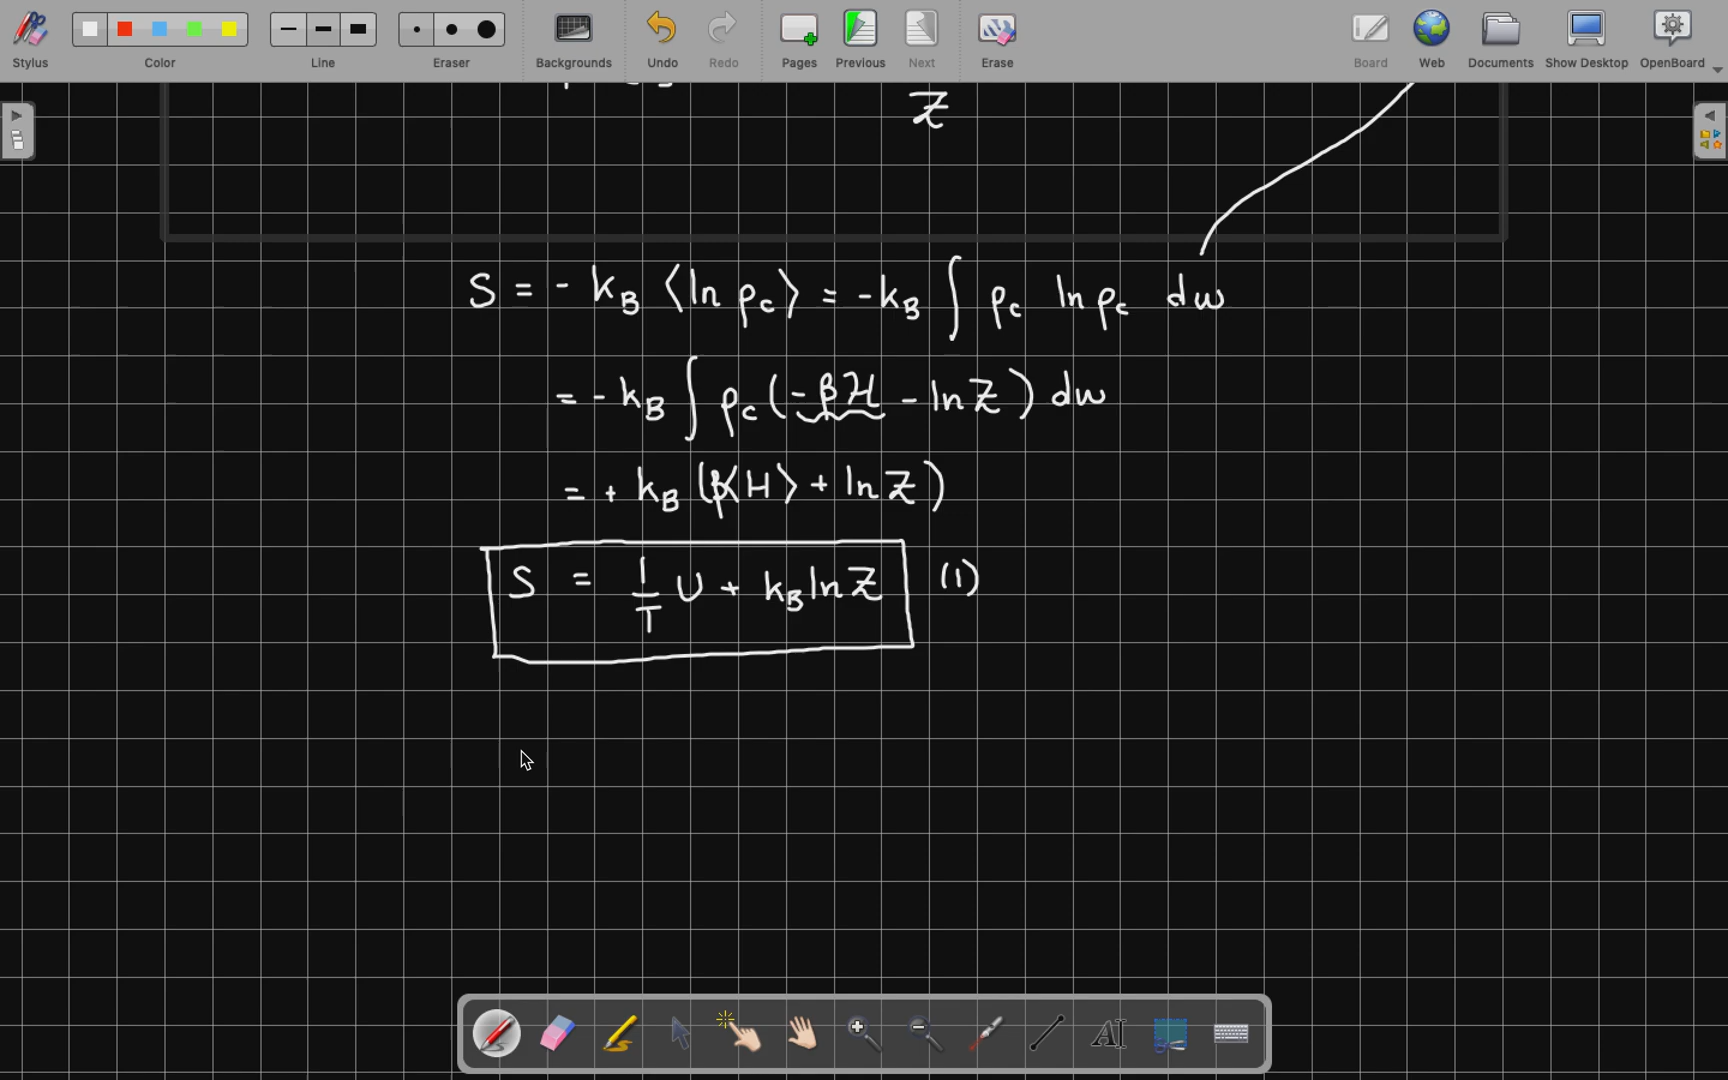 Stylus Color Line Eraser Backgrounds Undo Redo Pages Previous Next Erase Board Web Documents Show Desktop OpenBoard
Z
S = - k_B ⟨ln ρ_c⟩ = -k_B ∫ ρ_c ln ρ_c dω
= - k_B ∫ ρ_c (-βH - ln Z) dω
= + k_B (β⟨H⟩ + ln Z)
S = 1/T U + k_B ln Z (1)